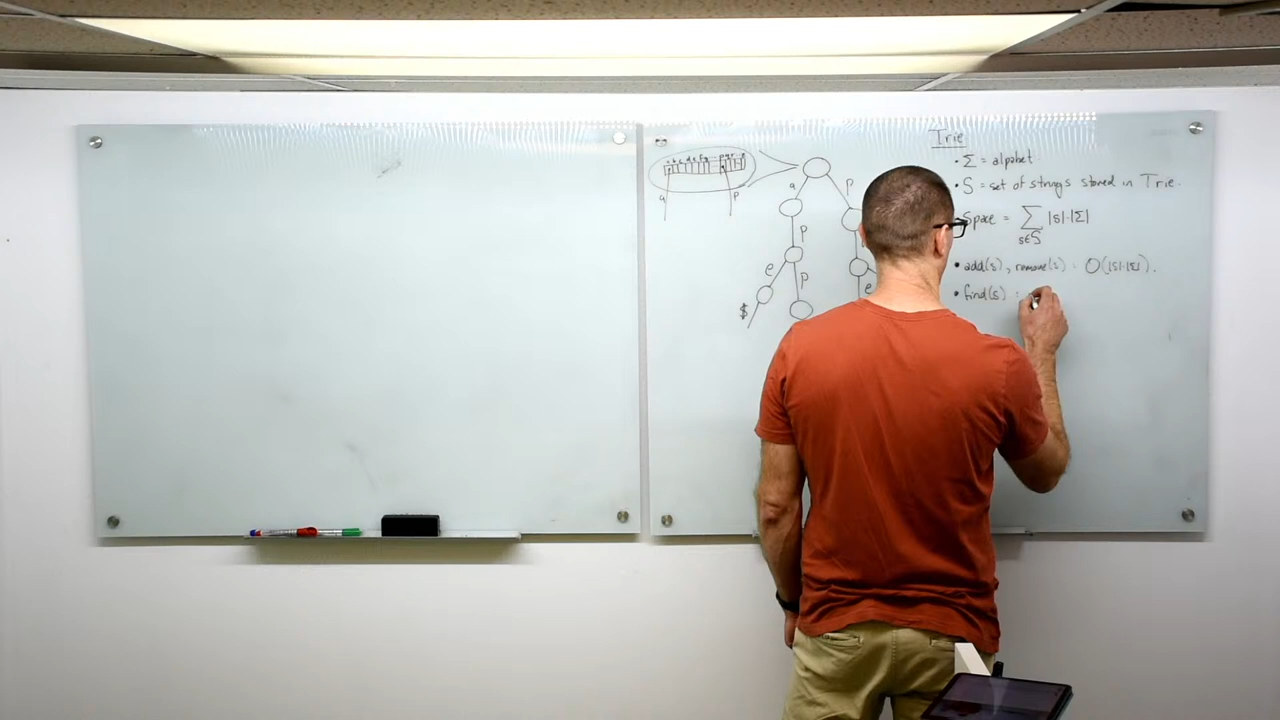 Trie
• Σ = alphabet.
• S = set of strings stored in Trie.
Space = Σ |s|·|Σ|
s∈S
• add(s), remove(s) : O(|s|·|Σ|).
• find(s) :
a
p
a
p
p
e
p
e
$